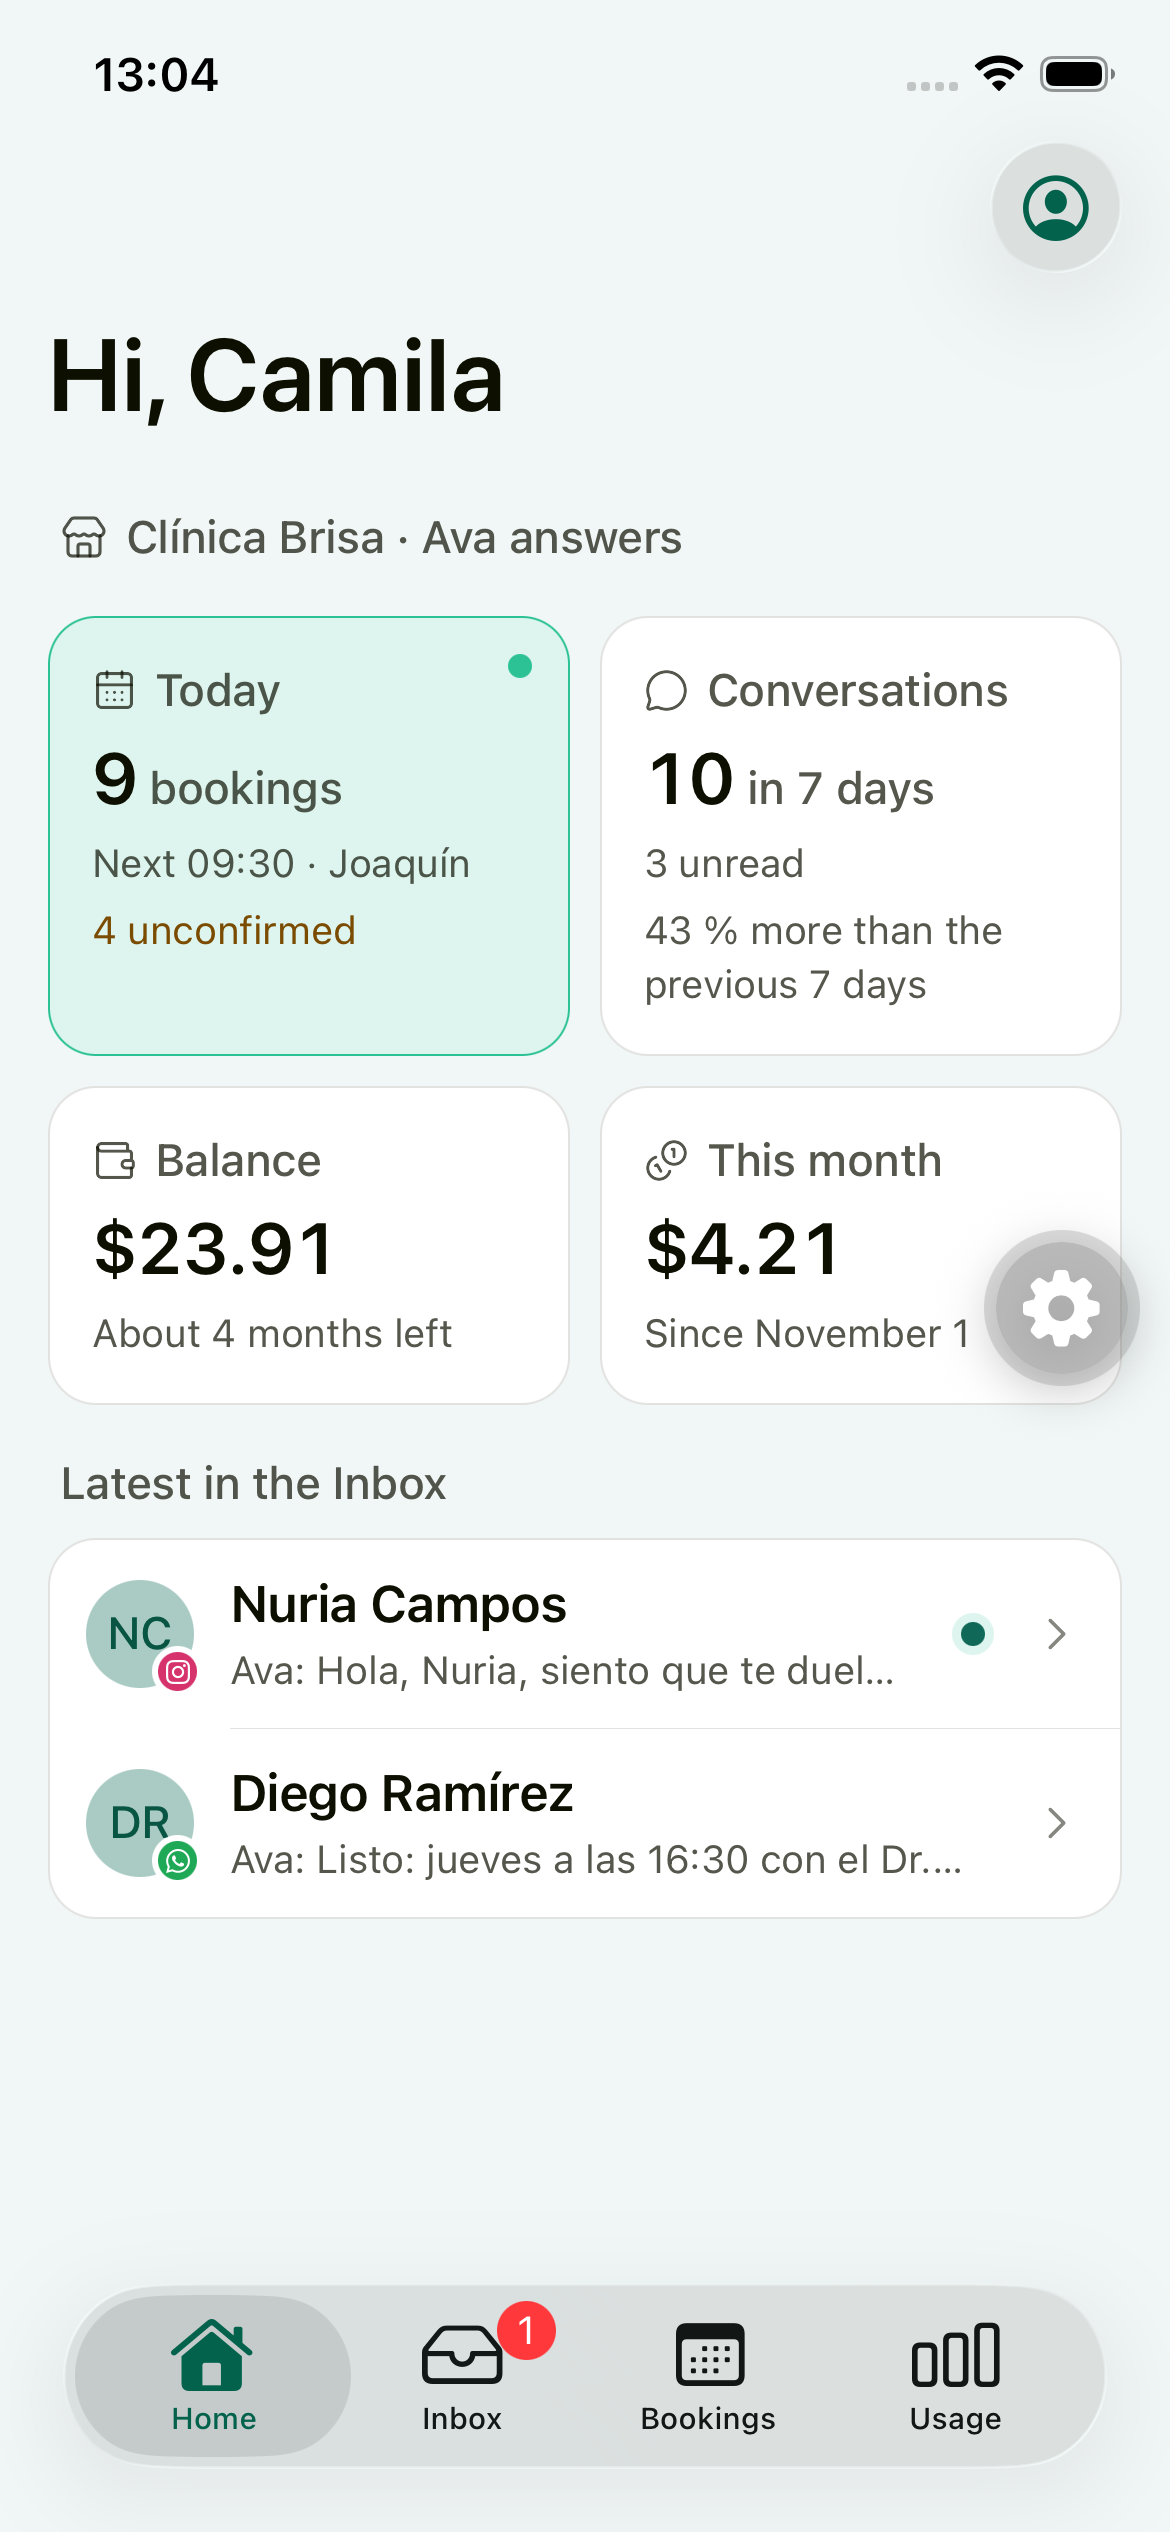 13:04
Hi, Camila
Clínica Brisa · Ava answers
Today
9 bookings
Next 09:30 · Joaquín
4 unconfirmed
Conversations
10 in 7 days
3 unread
43 % more than the
previous 7 days
Balance
$23.91
About 4 months left
This month
$4.21
Since November 1
Latest in the Inbox
NC
Nuria Campos
Ava: Hola, Nuria, siento que te duel...
DR
Diego Ramírez
Ava: Listo: jueves a las 16:30 con el Dr....
Home
Inbox
1
Bookings
Usage